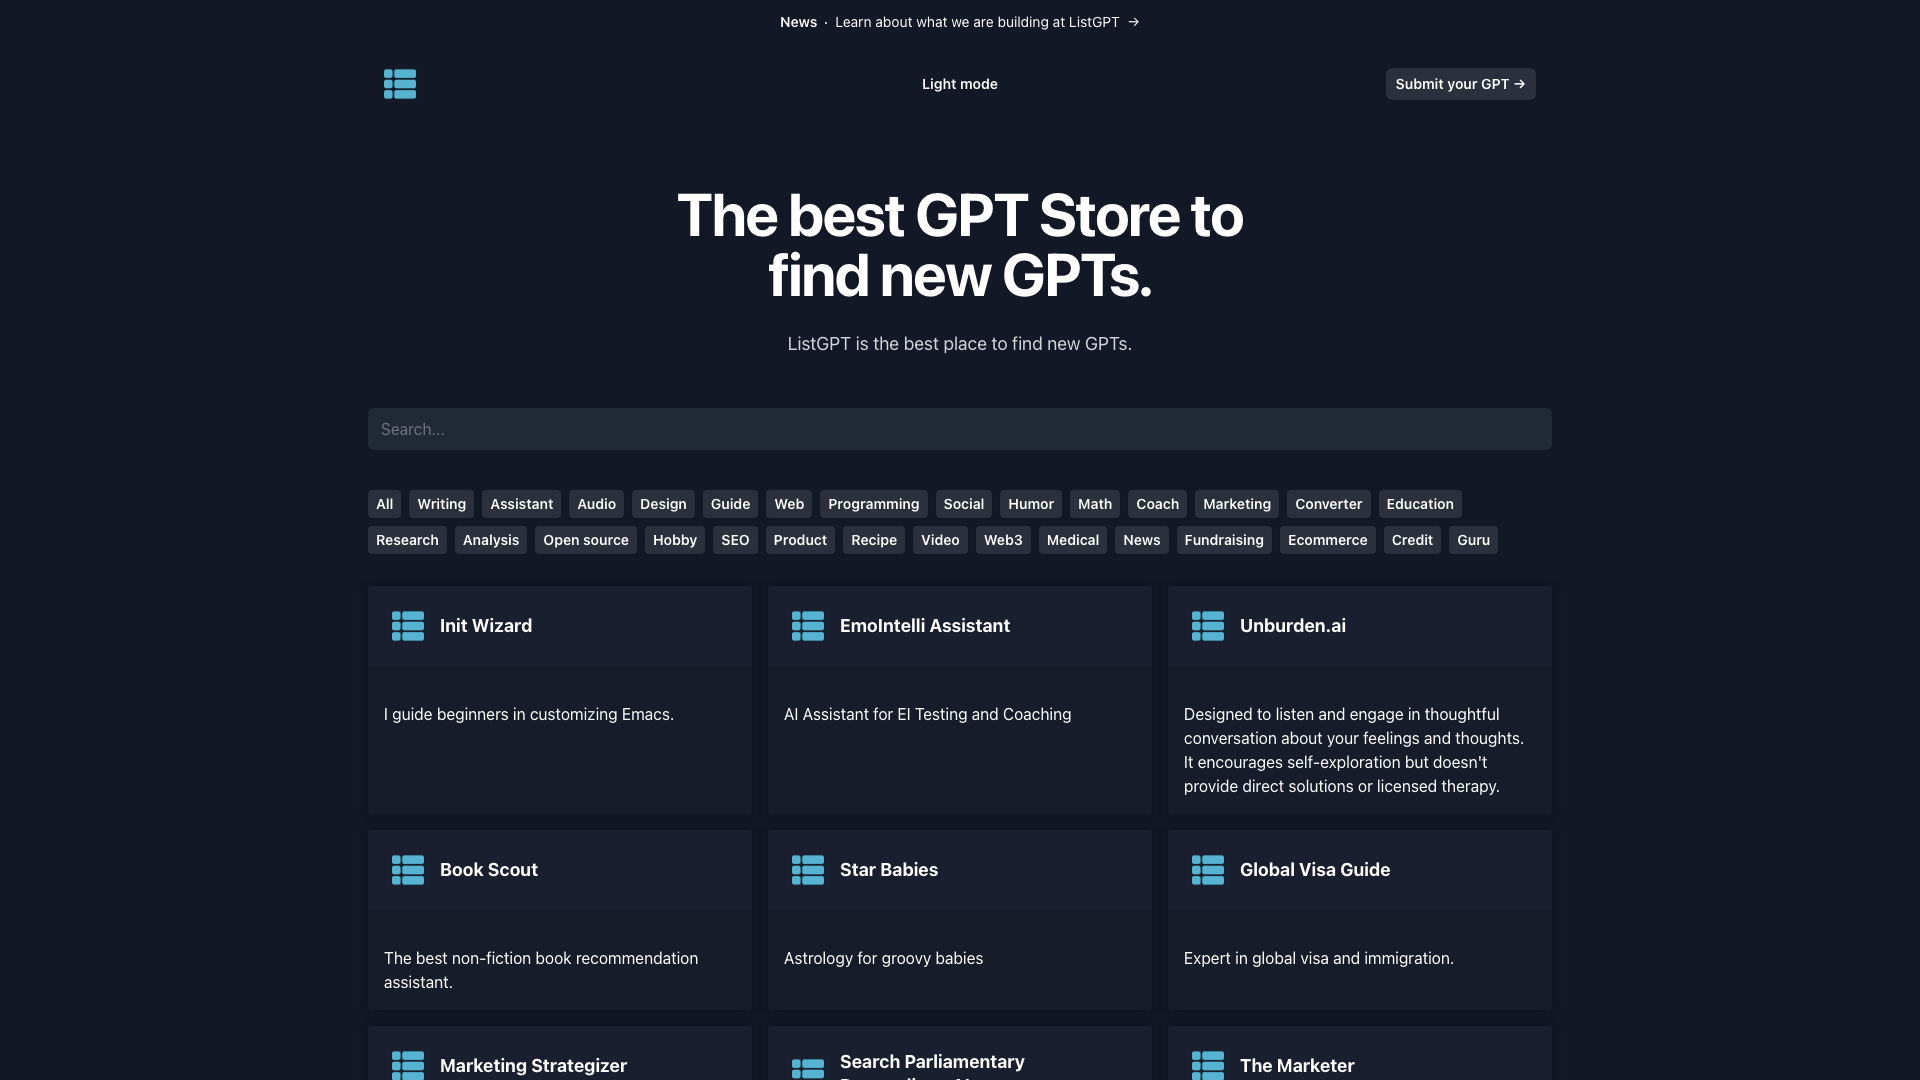 News · Learn about what we are building at ListGPT →
Light mode
Submit your GPT →
The best GPT Store to
find new GPTs.
ListGPT is the best place to find new GPTs.
Search...
All Writing Assistant Audio Design Guide Web Programming Social Humor Math Coach Marketing Converter Education
Research Analysis Open source Hobby SEO Product Recipe Video Web3 Medical News Fundraising Ecommerce Credit Guru
Init Wizard
I guide beginners in customizing Emacs.
EmoIntelli Assistant
AI Assistant for EI Testing and Coaching
Unburden.ai
Designed to listen and engage in thoughtful
conversation about your feelings and thoughts.
It encourages self-exploration but doesn't
provide direct solutions or licensed therapy.
Book Scout
The best non-fiction book recommendation
assistant.
Star Babies
Astrology for groovy babies
Global Visa Guide
Expert in global visa and immigration.
Marketing Strategizer
Search Parliamentary
The Marketer